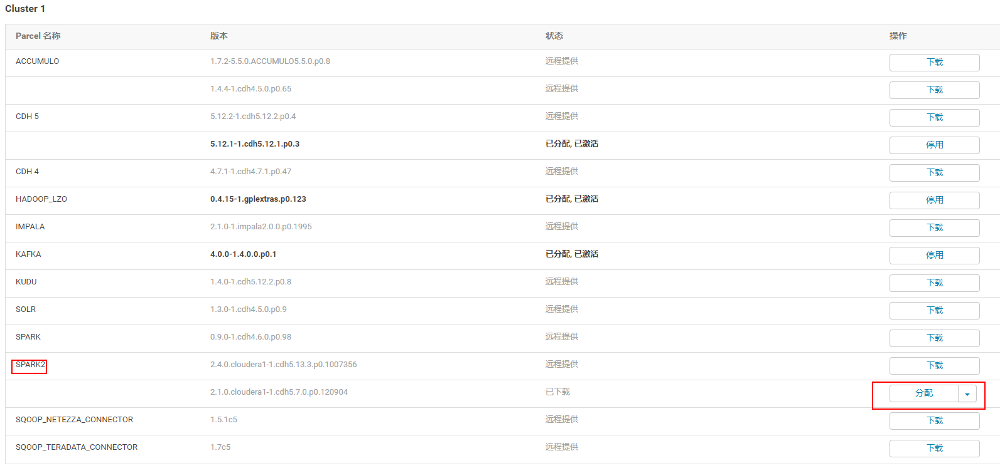 Cluster 1
Parcel 名称 版本 状态 操作
ACCUMULO 1.7.2-5.5.0.ACCUMULO5.5.0.p0.8 远程提供 下载
1.4.4-1.cdh4.5.0.p0.65 远程提供 下载
CDH 5 5.12.2-1.cdh5.12.2.p0.4 远程提供 下载
5.12.1-1.cdh5.12.1.p0.3 已分配, 已激活 停用
CDH 4 4.7.1-1.cdh4.7.1.p0.47 远程提供 下载
HADOOP_LZO 0.4.15-1.gplextras.p0.123 已分配, 已激活 停用
IMPALA 2.1.0-1.impala2.0.0.p0.1995 远程提供 下载
KAFKA 4.0.0-1.4.0.0.p0.1 已分配, 已激活 停用
KUDU 1.4.0-1.cdh5.12.2.p0.8 远程提供 下载
SOLR 1.3.0-1.cdh4.5.0.p0.9 远程提供 下载
SPARK 0.9.0-1.cdh4.6.0.p0.98 远程提供 下载
SPARK2 2.4.0.cloudera1-1.cdh5.13.3.p0.1007356 远程提供 下载
2.1.0.cloudera1-1.cdh5.7.0.p0.120904 已下载 分配
SQOOP_NETEZZA_CONNECTOR 1.5.1c5 远程提供 下载
SQOOP_TERADATA_CONNECTOR 1.7c5 远程提供 下载